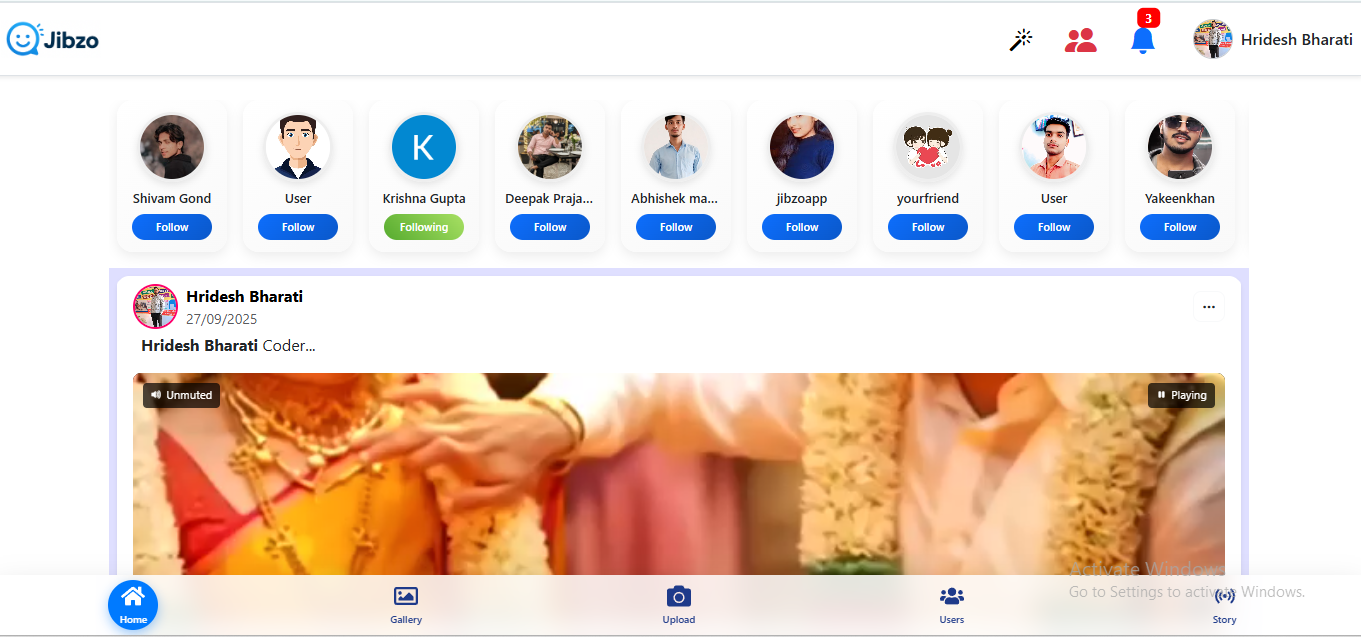 Jibzo
3
Hridesh Bharati
Shivam Gond
User
K
Krishna Gupta
Deepak Praja...
Abhishek ma...
jibzoapp
yourfriend
User
Yakeenkhan
Follow
Follow
Following
Follow
Follow
Follow
Follow
Follow
Follow
Hridesh Bharati
27/09/2025
Hridesh Bharati Coder...
Unmuted
Playing
Activate Windows
Go to Settings to activate Windows.
Home
Gallery
Upload
Users
Story